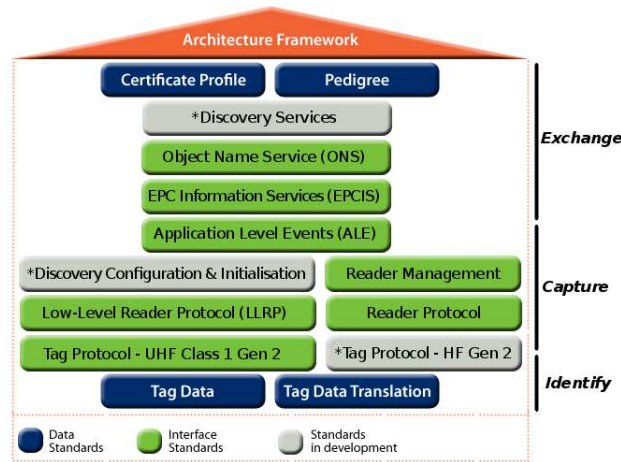 Architecture Framework
Certificate Profile
Pedigree
*Discovery Services
Object Name Service (ONS)
EPC Information Services (EPCIS)
Application Level Events (ALE)
Exchange
*Discovery Configuration & Initialisation
Reader Management
Low-Level Reader Protocol (LLRP)
Reader Protocol
Capture
Tag Protocol - UHF Class 1 Gen 2
*Tag Protocol - HF Gen 2
Tag Data
Tag Data Translation
Identify
Data
Standards
Interface
Standards
Standards
in development